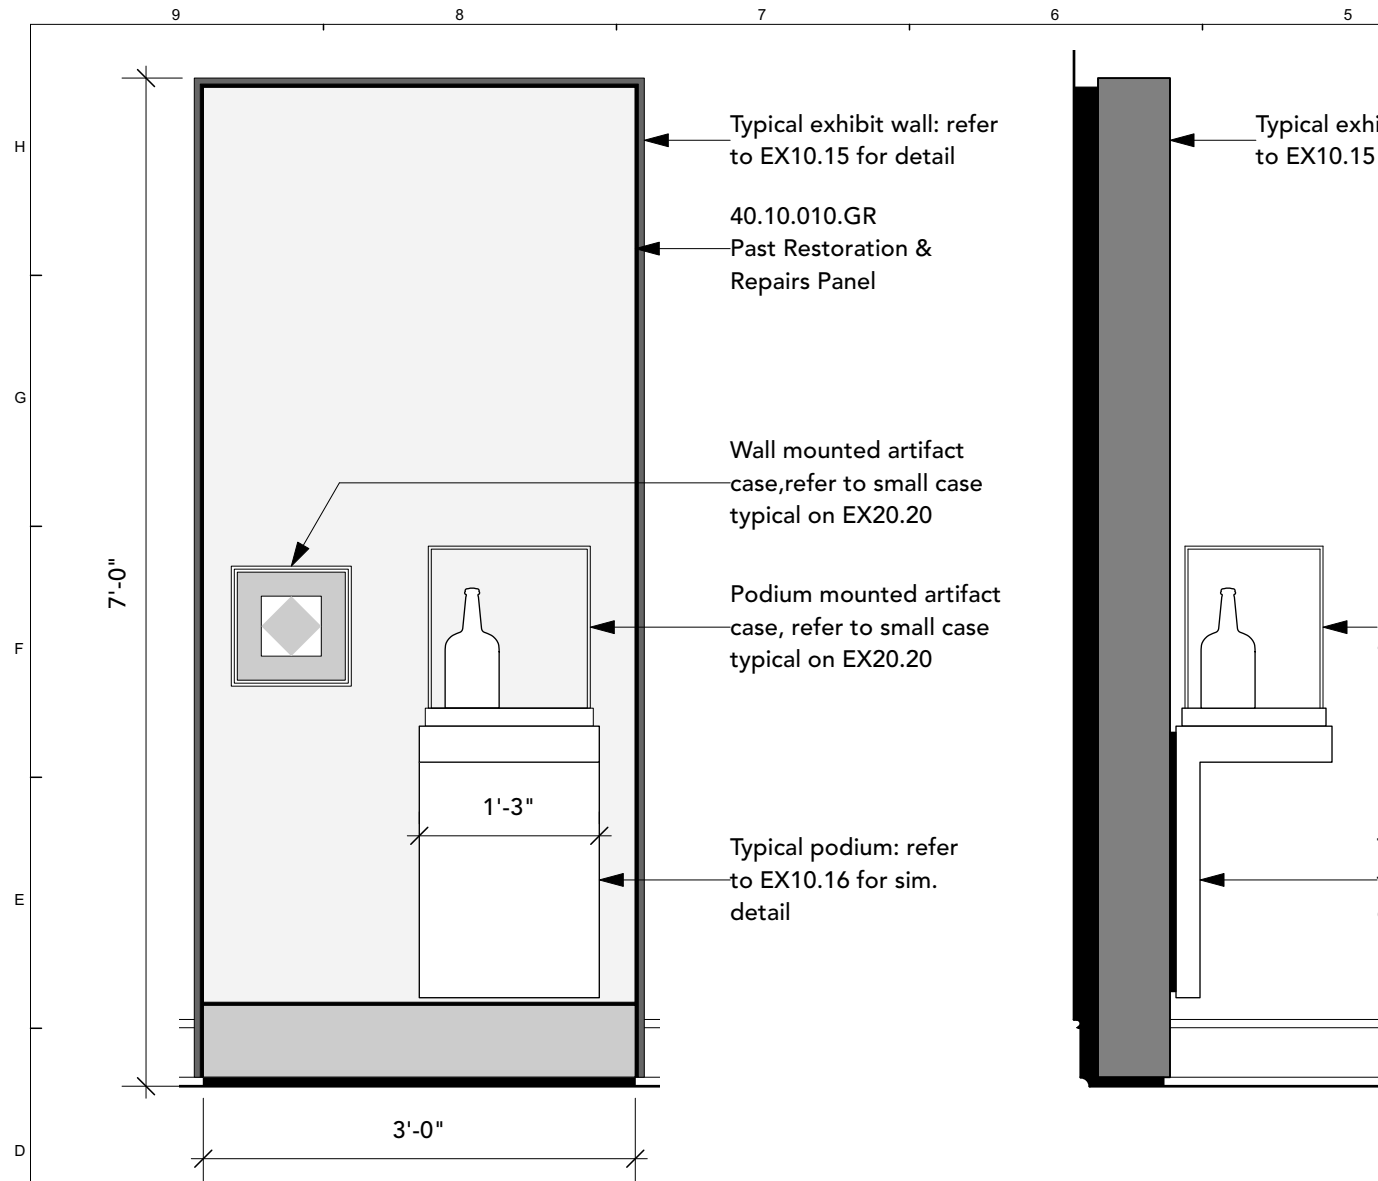 9 8 7 6 5
H
G
F
E
D
7'-0"
Typical exhibit wall: refer
to EX10.15 for detail
40.10.010.GR
Past Restoration &
Repairs Panel
Wall mounted artifact
case,refer to small case
typical on EX20.20
Podium mounted artifact
case, refer to small case
typical on EX20.20
1'-3"
Typical podium: refer
to EX10.16 for sim.
detail
3'-0"
Typical exhi
to EX10.15